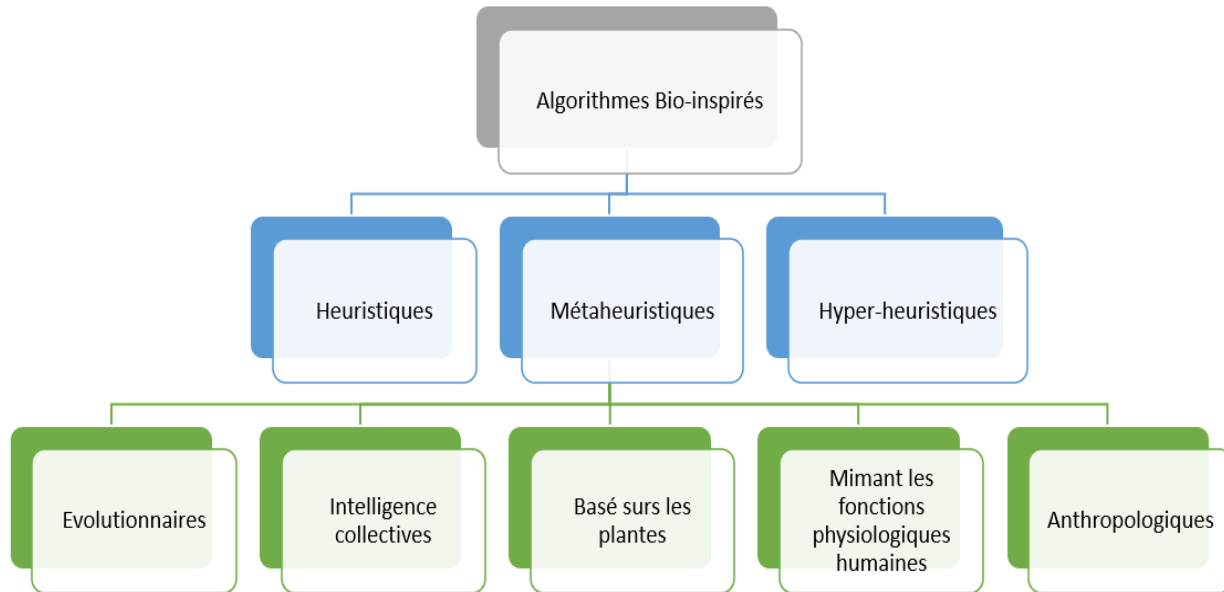 Algorithmes Bio-inspirés
Heuristiques
Métaheuristiques
Hyper-heuristiques
Evolutionnaires
Intelligence
collectives
Basé surs les
plantes
Mimant les
fonctions
physiologiques
humaines
Anthropologiques